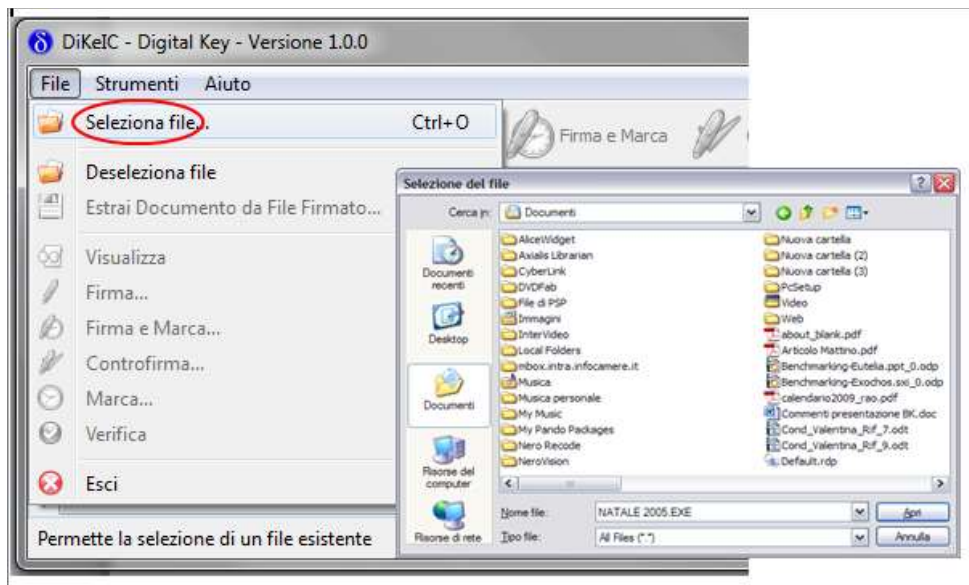 DiKeIC - Digital Key - Versione 1.0.0
File Strumenti Aiuto
Seleziona file... Ctrl+O
Deseleziona file
Estrai Documento da File Firmato...
Visualizza
Firma...
Firma e Marca...
Controfirma...
Marca...
Verifica
Esci
Permette la selezione di un file esistente
Firma e Marca
Selezione del file
Cerca in: Documenti
Documenti recenti
Desktop
Documenti
Risorse del computer
Risorse di rete
AliceWidget
Axialis Librarian
CyberLink
DVDFab
File di PSP
Immagini
InterVideo
Local Folders
mbox.intra.infocamere.it
Musica
Musica personale
My Music
My Pando Packages
Nero Recode
NeroVision
Nuova cartella
Nuova cartella (2)
Nuova cartella (3)
PcSetup
Video
Web
about_blank.pdf
Articolo Mattino.pdf
Benchmarking-Eutelia.ppt_0.odp
Benchmarking-Exochos.sxi_0.odp
calendario2009_rao.pdf
Commenti presentazione BK.doc
Cond_Valentina_Rif_7.odt
Cond_Valentina_Rif_9.odt
Default.rdp
Nome file: NATALE 2005.EXE Apri
Tipo file: All Files (*.*) Annulla